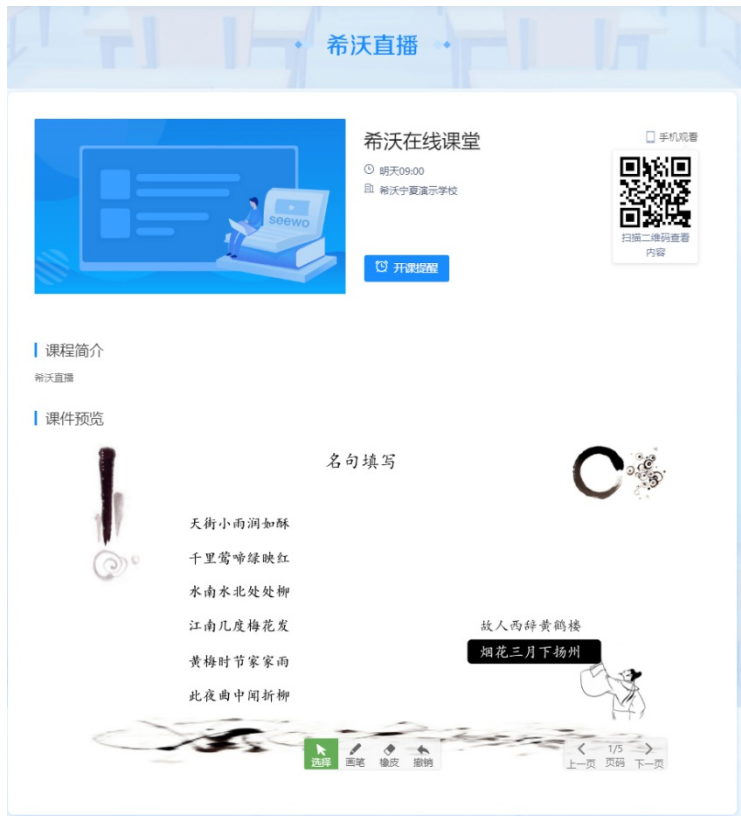 希沃直播
seewo
希沃在线课堂
明天09:00
希沃宁夏演示学校
开课提醒
手机观看
扫描二维码查看
内容
课程简介
希沃直播
课件预览
名句填写
天街小雨润如酥
千里莺啼绿映红
水南水北处处柳
江南几度梅花发
黄梅时节家家雨
此夜曲中闻折柳
故人西辞黄鹤楼
烟花三月下扬州
选择
画笔
橡皮
撤销
上一页
1/5
页码
下一页